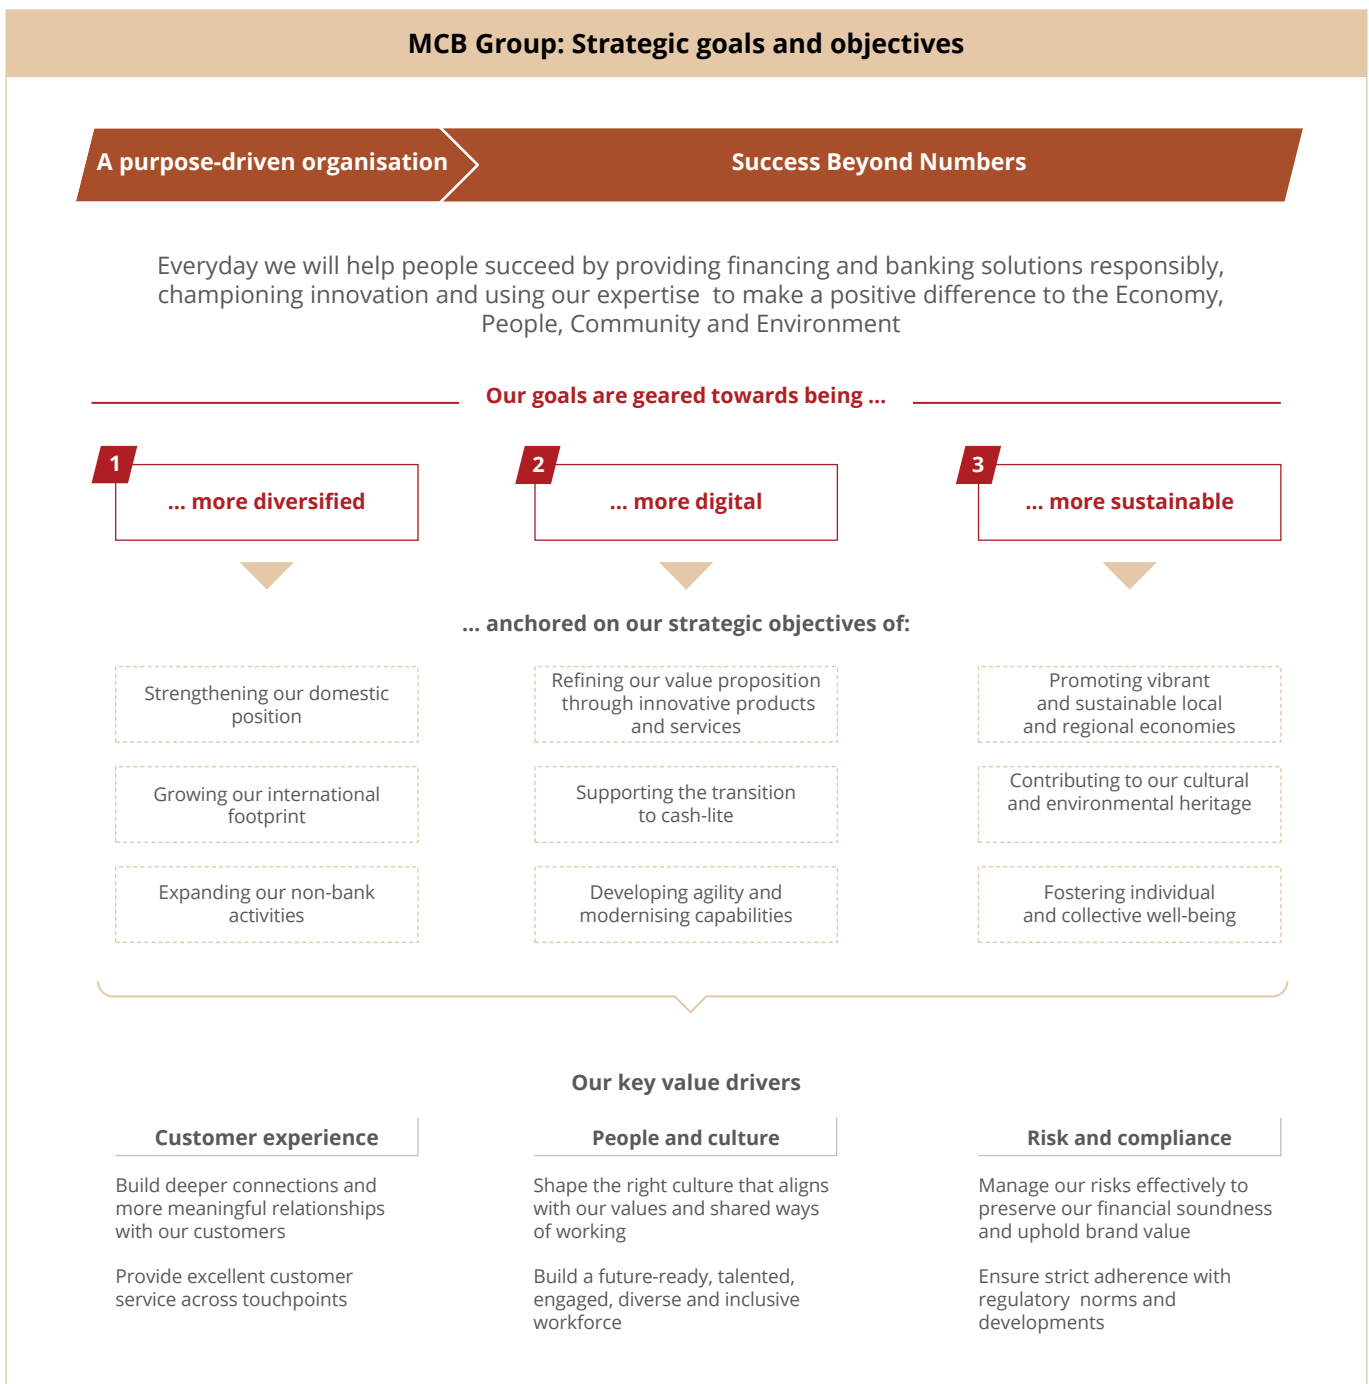 MCB Group: Strategic goals and objectives
A purpose-driven organisation
Success Beyond Numbers
Everyday we will help people succeed by providing financing and banking solutions responsibly,
championing innovation and using our expertise to make a positive difference to the Economy,
People, Community and Environment
Our goals are geared towards being ...
1
... more diversified
2
... more digital
3
... more sustainable
... anchored on our strategic objectives of:
Strengthening our domestic
position
Refining our value proposition
through innovative products
and services
Promoting vibrant
and sustainable local
and regional economies
Growing our international
footprint
Supporting the transition
to cash-lite
Contributing to our cultural
and environmental heritage
Expanding our non-bank
activities
Developing agility and
modernising capabilities
Fostering individual
and collective well-being
Our key value drivers
Customer experience
Build deeper connections and
more meaningful relationships
with our customers
Provide excellent customer
service across touchpoints
People and culture
Shape the right culture that aligns
with our values and shared ways
of working
Build a future-ready, talented,
engaged, diverse and inclusive
workforce
Risk and compliance
Manage our risks effectively to
preserve our financial soundness
and uphold brand value
Ensure strict adherence with
regulatory norms and
developments